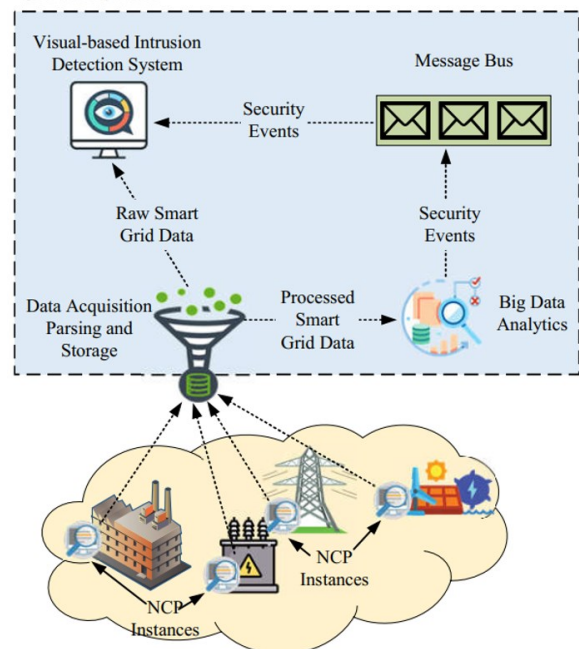 Visual-based Intrusion
Detection System
Message Bus
Security
Events
Raw Smart
Grid Data
Security
Events
Data Acquisition
Parsing and
Storage
Processed
Smart
Grid Data
Big Data
Analytics
NCP
Instances
NCP
Instances